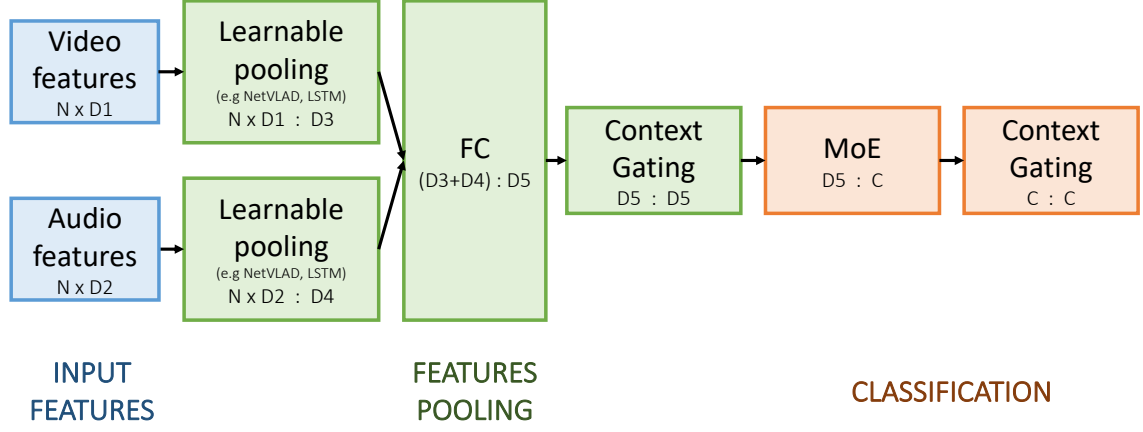 Video
features
N x D1
Learnable
pooling
(e.g NetVLAD, LSTM)
N x D1 : D3
Audio
features
N x D2
Learnable
pooling
(e.g NetVLAD, LSTM)
N x D2 : D4
FC
(D3+D4) : D5
Context
Gating
D5 : D5
MoE
D5 : C
Context
Gating
C : C
INPUT
FEATURES
FEATURES
POOLING
CLASSIFICATION